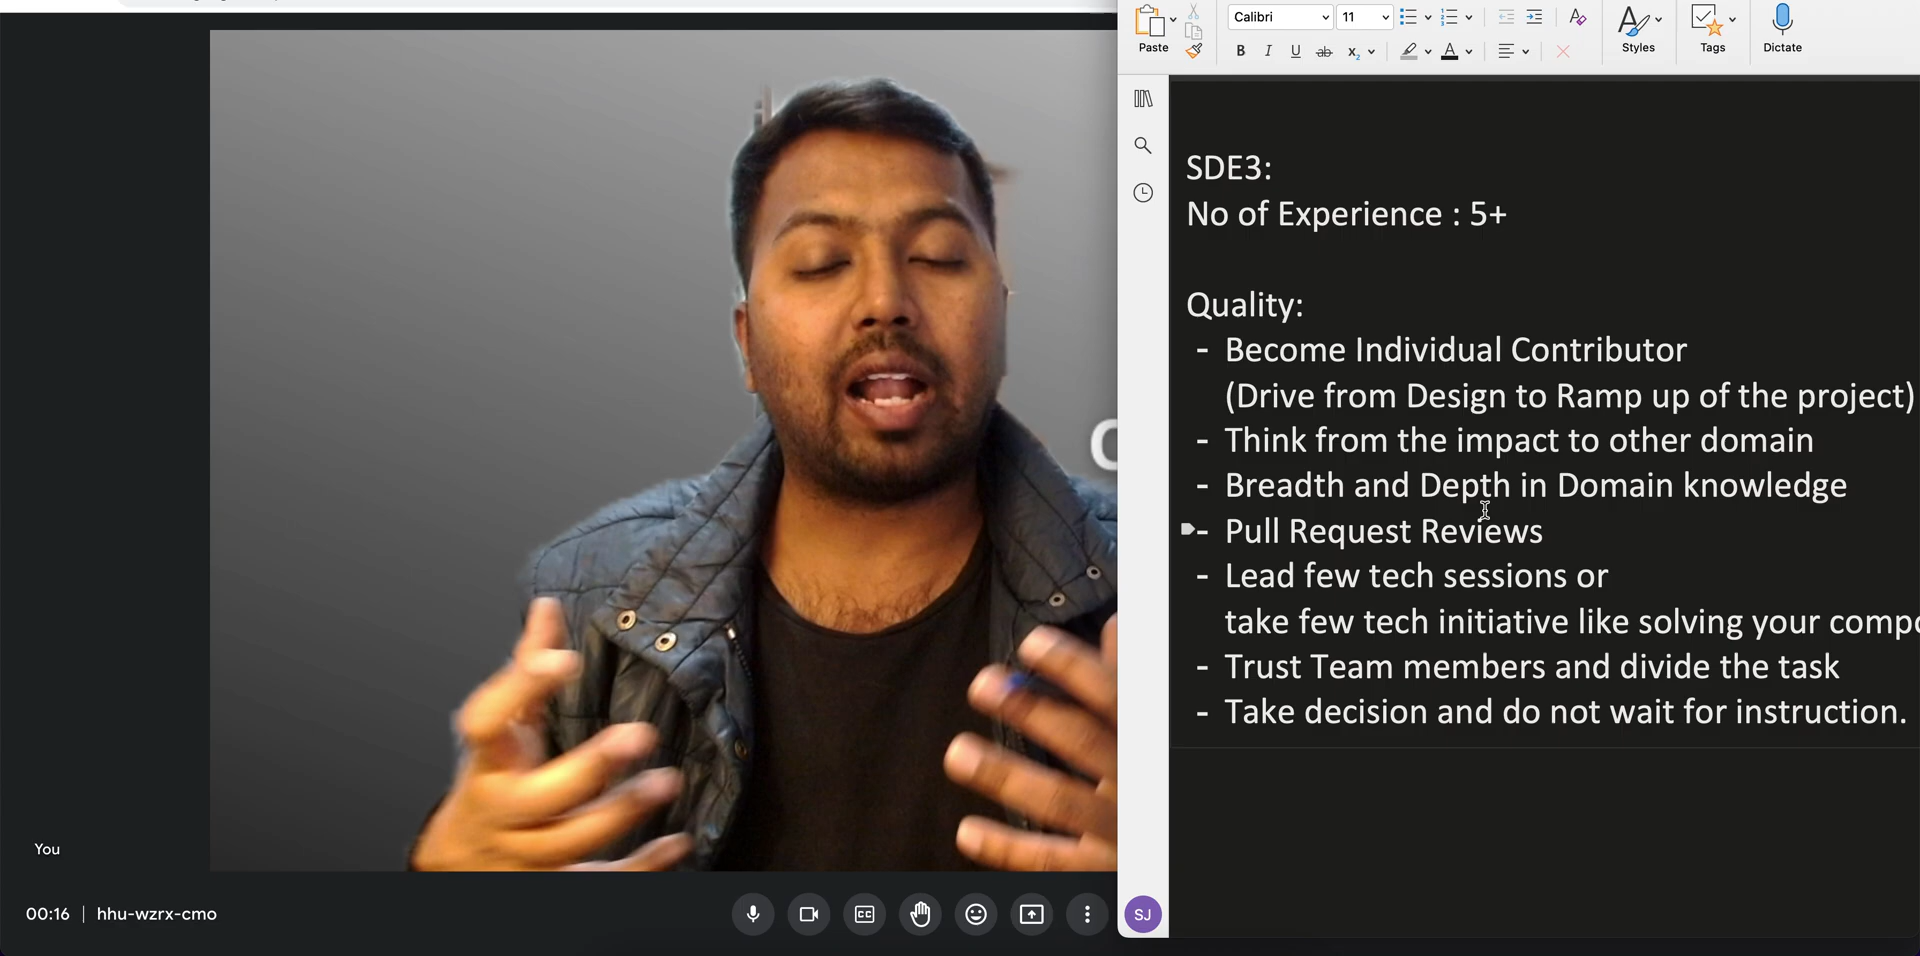 Calibri
11
Paste
B I U ab x₂ A
Styles
Tags
Dictate
SDE3:
No of Experience : 5+
Quality:
- Become Individual Contributor
(Drive from Design to Ramp up of the project)
- Think from the impact to other domain
- Breadth and Depth in Domain knowledge
- Pull Request Reviews
- Lead few tech sessions or
take few tech initiative like solving your
- Trust Team members and divide the task
- Take decision and do not wait for instruction.
You
00:16 | hhu-wzrx-cmo
CC
SJ